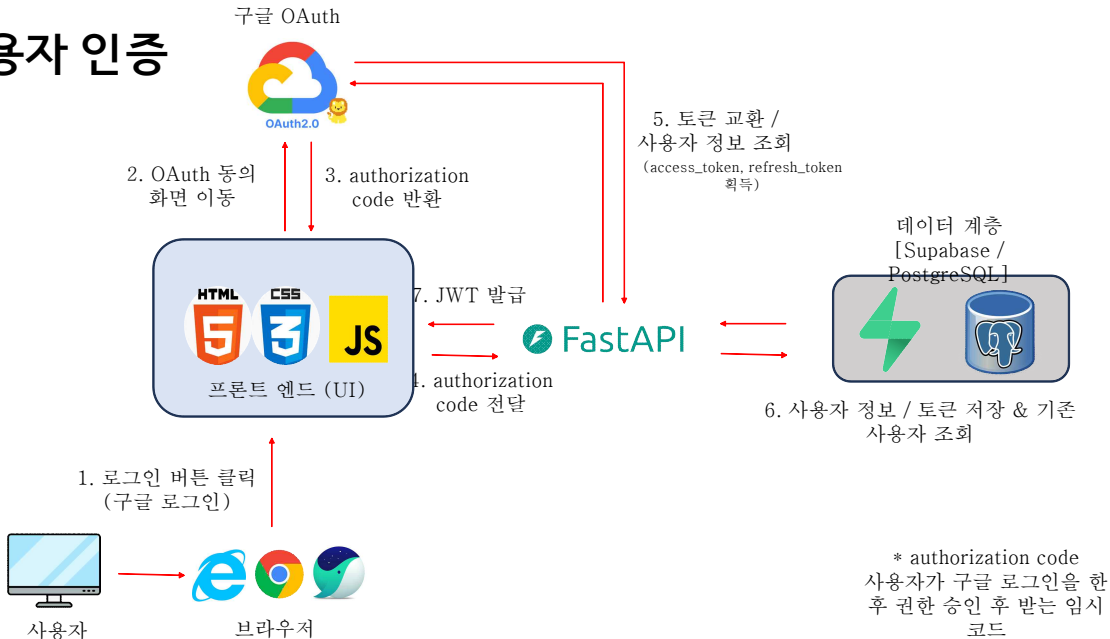 구글 OAuth
용자 인증
OAuth2.0
5. 토큰 교환 /
사용자 정보 조회
(access_token, refresh_token
획득)
2. OAuth 동의
화면 이동
3. authorization
code 반환
데이터 계층
[Supabase /
PostgreSQL]
HTML
5
CSS
3
JS
프론트 엔드 (UI)
7. JWT 발급
FastAPI
4. authorization
code 전달
6. 사용자 정보 / 토큰 저장 & 기존
사용자 조회
1. 로그인 버튼 클릭
(구글 로그인)
사용자
브라우저
* authorization code
사용자가 구글 로그인을 한
후 권한 승인 후 받는 임시
코드